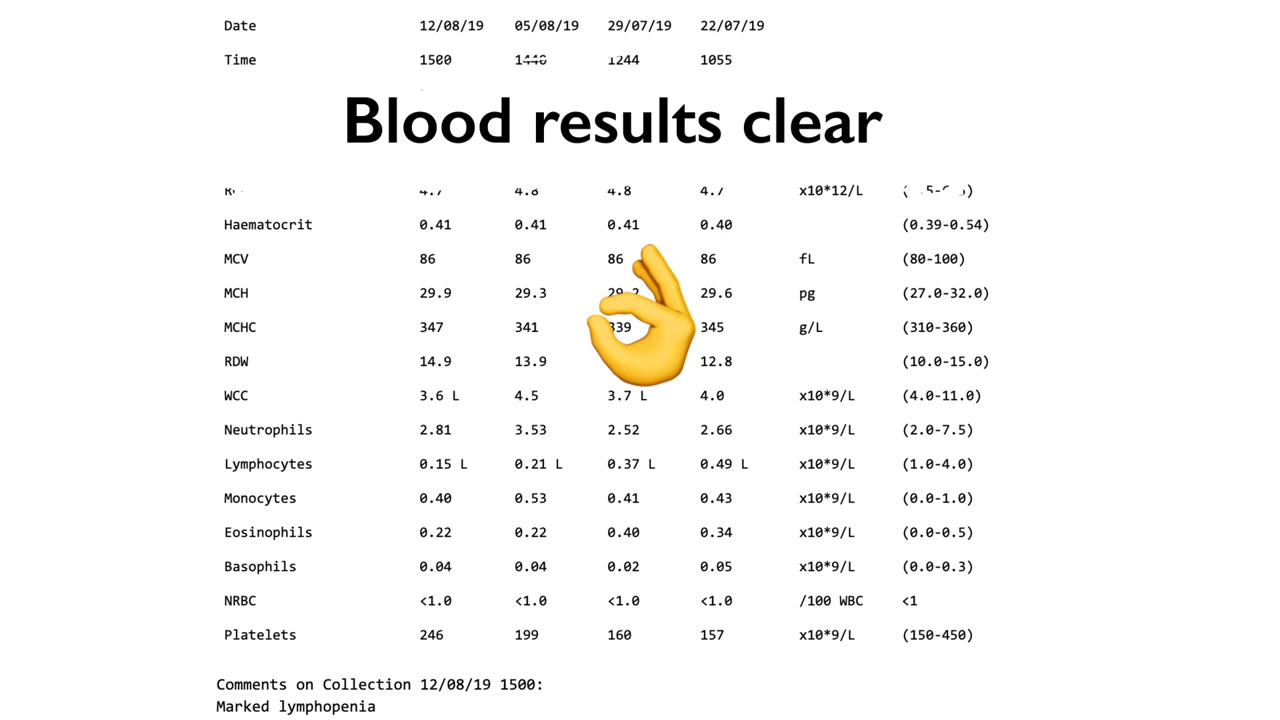 Date 12/08/19 05/08/19 29/07/19 22/07/19
Time 1500 1440 1244 1055
Blood results clear
4.7 4.8 4.8 4.7 x10*12/L
Haematocrit 0.41 0.41 0.41 0.40 (0.39-0.54)
MCV 86 86 86 86 fL (80-100)
MCH 29.9 29.3 29.2 29.6 pg (27.0-32.0)
MCHC 347 341 339 345 g/L (310-360)
RDW 14.9 13.9 12.8 (10.0-15.0)
WCC 3.6 L 4.5 3.7 L 4.0 x10*9/L (4.0-11.0)
Neutrophils 2.81 3.53 2.52 2.66 x10*9/L (2.0-7.5)
Lymphocytes 0.15 L 0.21 L 0.37 L 0.49 L x10*9/L (1.0-4.0)
Monocytes 0.40 0.53 0.41 0.43 x10*9/L (0.0-1.0)
Eosinophils 0.22 0.22 0.40 0.34 x10*9/L (0.0-0.5)
Basophils 0.04 0.04 0.02 0.05 x10*9/L (0.0-0.3)
NRBC <1.0 <1.0 <1.0 <1.0 /100 WBC <1
Platelets 246 199 160 157 x10*9/L (150-450)
Comments on Collection 12/08/19 1500:
Marked lymphopenia